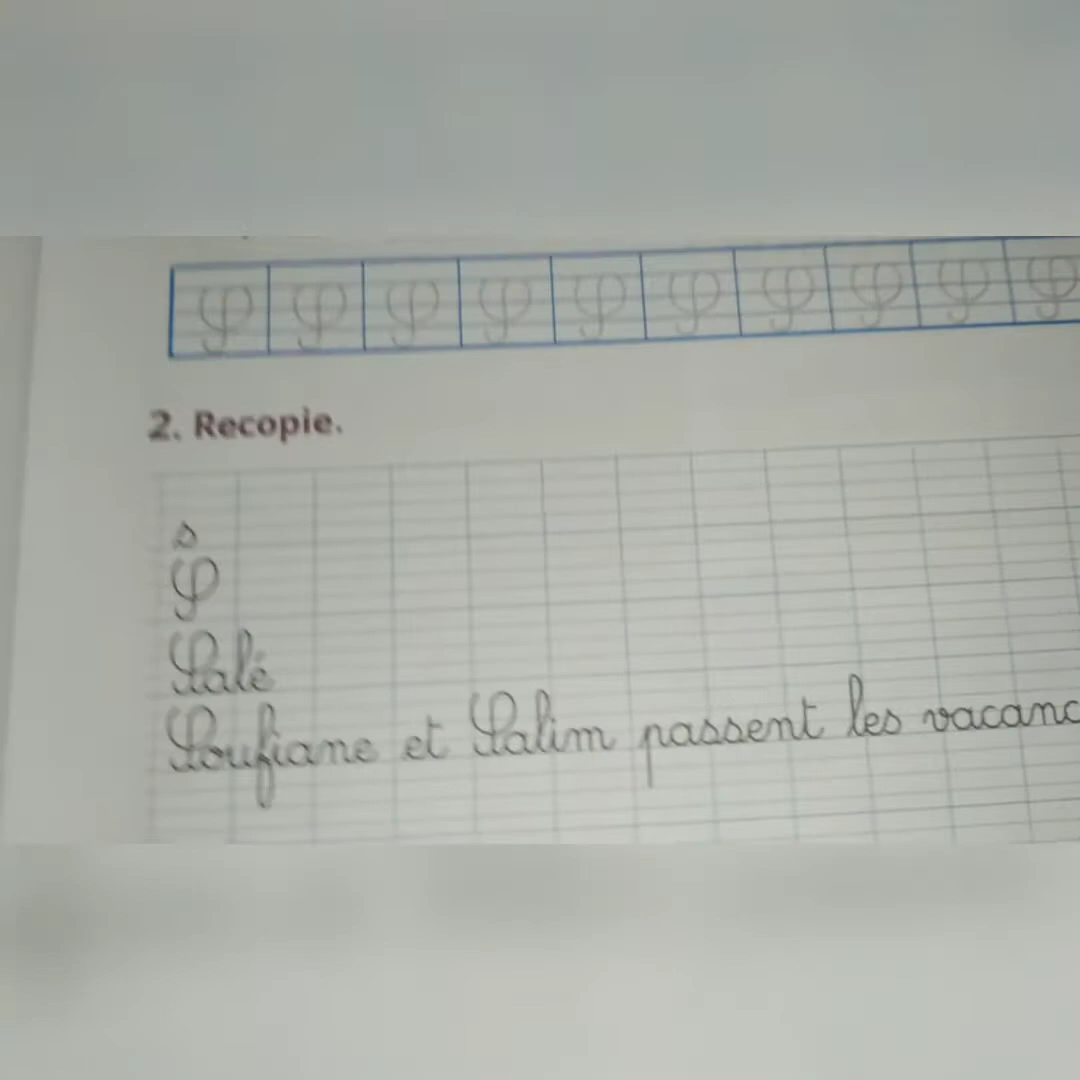 S S S S S S S S S S
2. Recopie.
s
S
Salé
Soufiane et Salim passent les vacanc